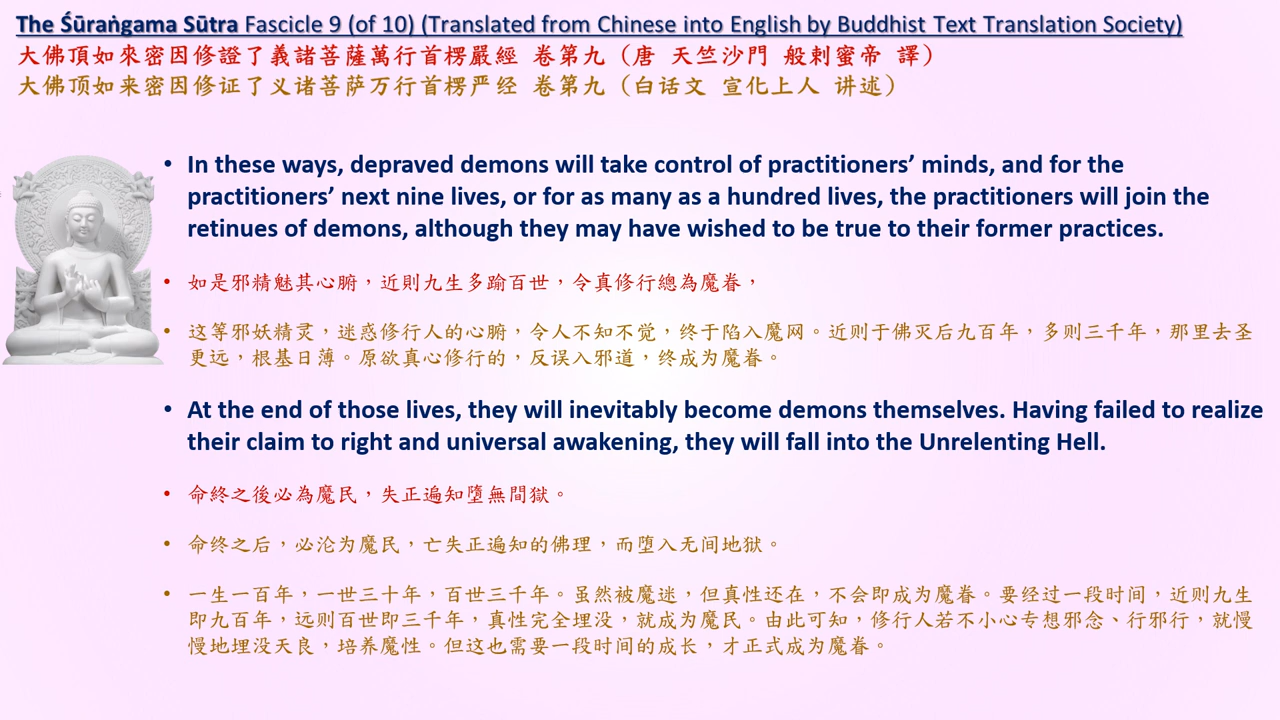 The Śūraṅgama Sūtra Fascicle 9 (of 10) (Translated from Chinese into English by Buddhist Text Translation Society)
大佛頂如來密因修證了義諸菩薩萬行首楞嚴經 卷第九（唐 天竺沙門 般剌蜜帝 譯）
大佛顶如来密因修证了义诸菩萨万行首楞严经 卷第九（白话文 宣化上人 讲述）
• In these ways, depraved demons will take control of practitioners’ minds, and for the
practitioners’ next nine lives, or for as many as a hundred lives, the practitioners will join the
retinues of demons, although they may have wished to be true to their former practices.
• 如是邪精魅其心腑，近則九生多踰百世，令真修行總為魔眷，
• 这等邪妖精灵，迷惑修行人的心腑，令人不知不觉，终于陷入魔网。近则于佛灭后九百年，多则三千年，那里去圣
更远，根基日薄。原欲真心修行的，反误入邪道，终成为魔眷。
• At the end of those lives, they will inevitably become demons themselves. Having failed to realize
their claim to right and universal awakening, they will fall into the Unrelenting Hell.
• 命終之後必為魔民，失正遍知墮無間獄。
• 命终之后，必沦为魔民，亡失正遍知的佛理，而堕入无间地狱。
• 一生一百年，一世三十年，百世三千年。虽然被魔迷，但真性还在，不会即成为魔眷。要经过一段时间，近则九生
即九百年，远则百世即三千年，真性完全埋没，就成为魔民。由此可知，修行人若不小心专想邪念、行邪行，就慢
慢地埋没天良，培养魔性。但这也需要一段时间的成长，才正式成为魔眷。